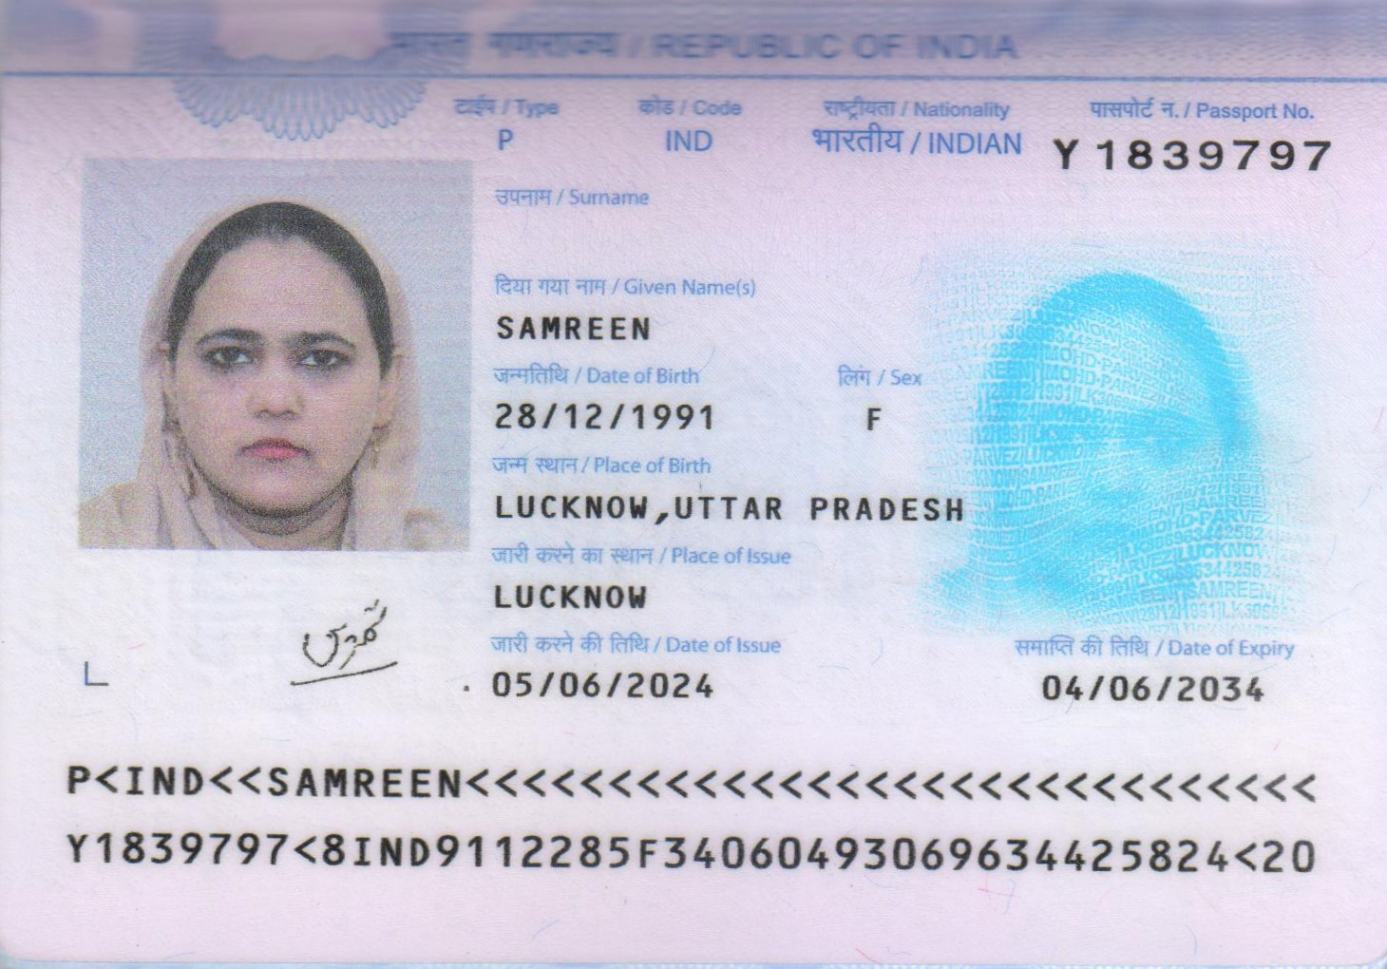 भारत गणराज्य / REPUBLIC OF INDIA
टाईप / Type कोड / Code राष्ट्रीयता / Nationality पासपोर्ट न. / Passport No.
P IND भारतीय / INDIAN Y 1839797
उपनाम / Surname
दिया गया नाम / Given Name(s)
SAMREEN
जन्मतिथि / Date of Birth लिंग / Sex
28/12/1991 F
जन्म स्थान / Place of Birth
LUCKNOW,UTTAR PRADESH
जारी करने का स्थान / Place of Issue
LUCKNOW
जारी करने की तिथि / Date of Issue समाप्ति की तिथि / Date of Expiry
05/06/2024 04/06/2034
P<IND<<SAMREEN<<<<<<<<<<<<<<<<<<<<<<<<<<<<<<
Y1839797<8IND9112285F34060493069634425824<20